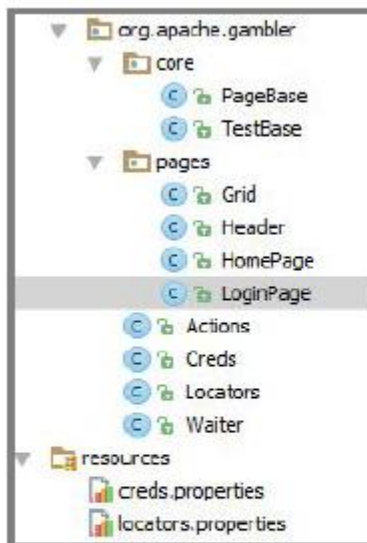 org.apache.gambler
core
PageBase
TestBase
pages
Grid
Header
HomePage
LoginPage
Actions
Creds
Locators
Waiter
resources
creds.properties
locators.properties